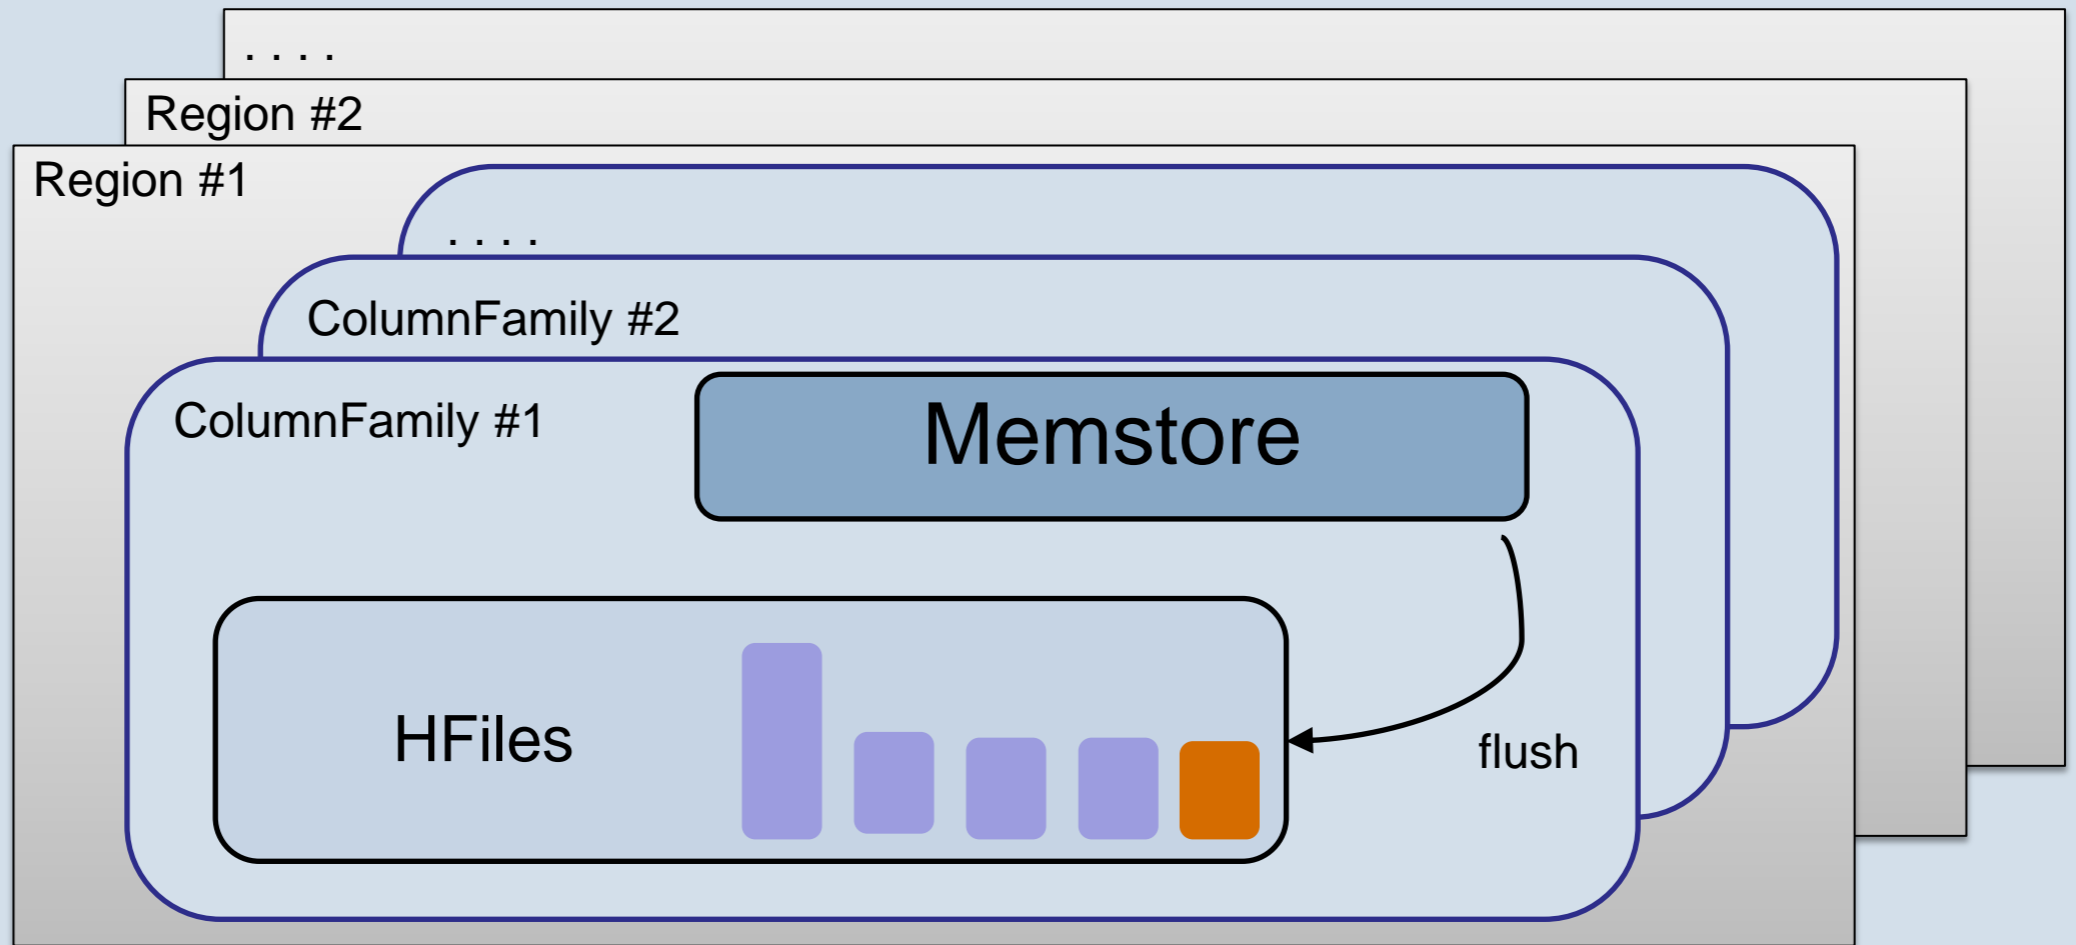 . . . .
Region #2
Region #1
. . . .
ColumnFamily #2
ColumnFamily #1
Memstore
HFiles
flush